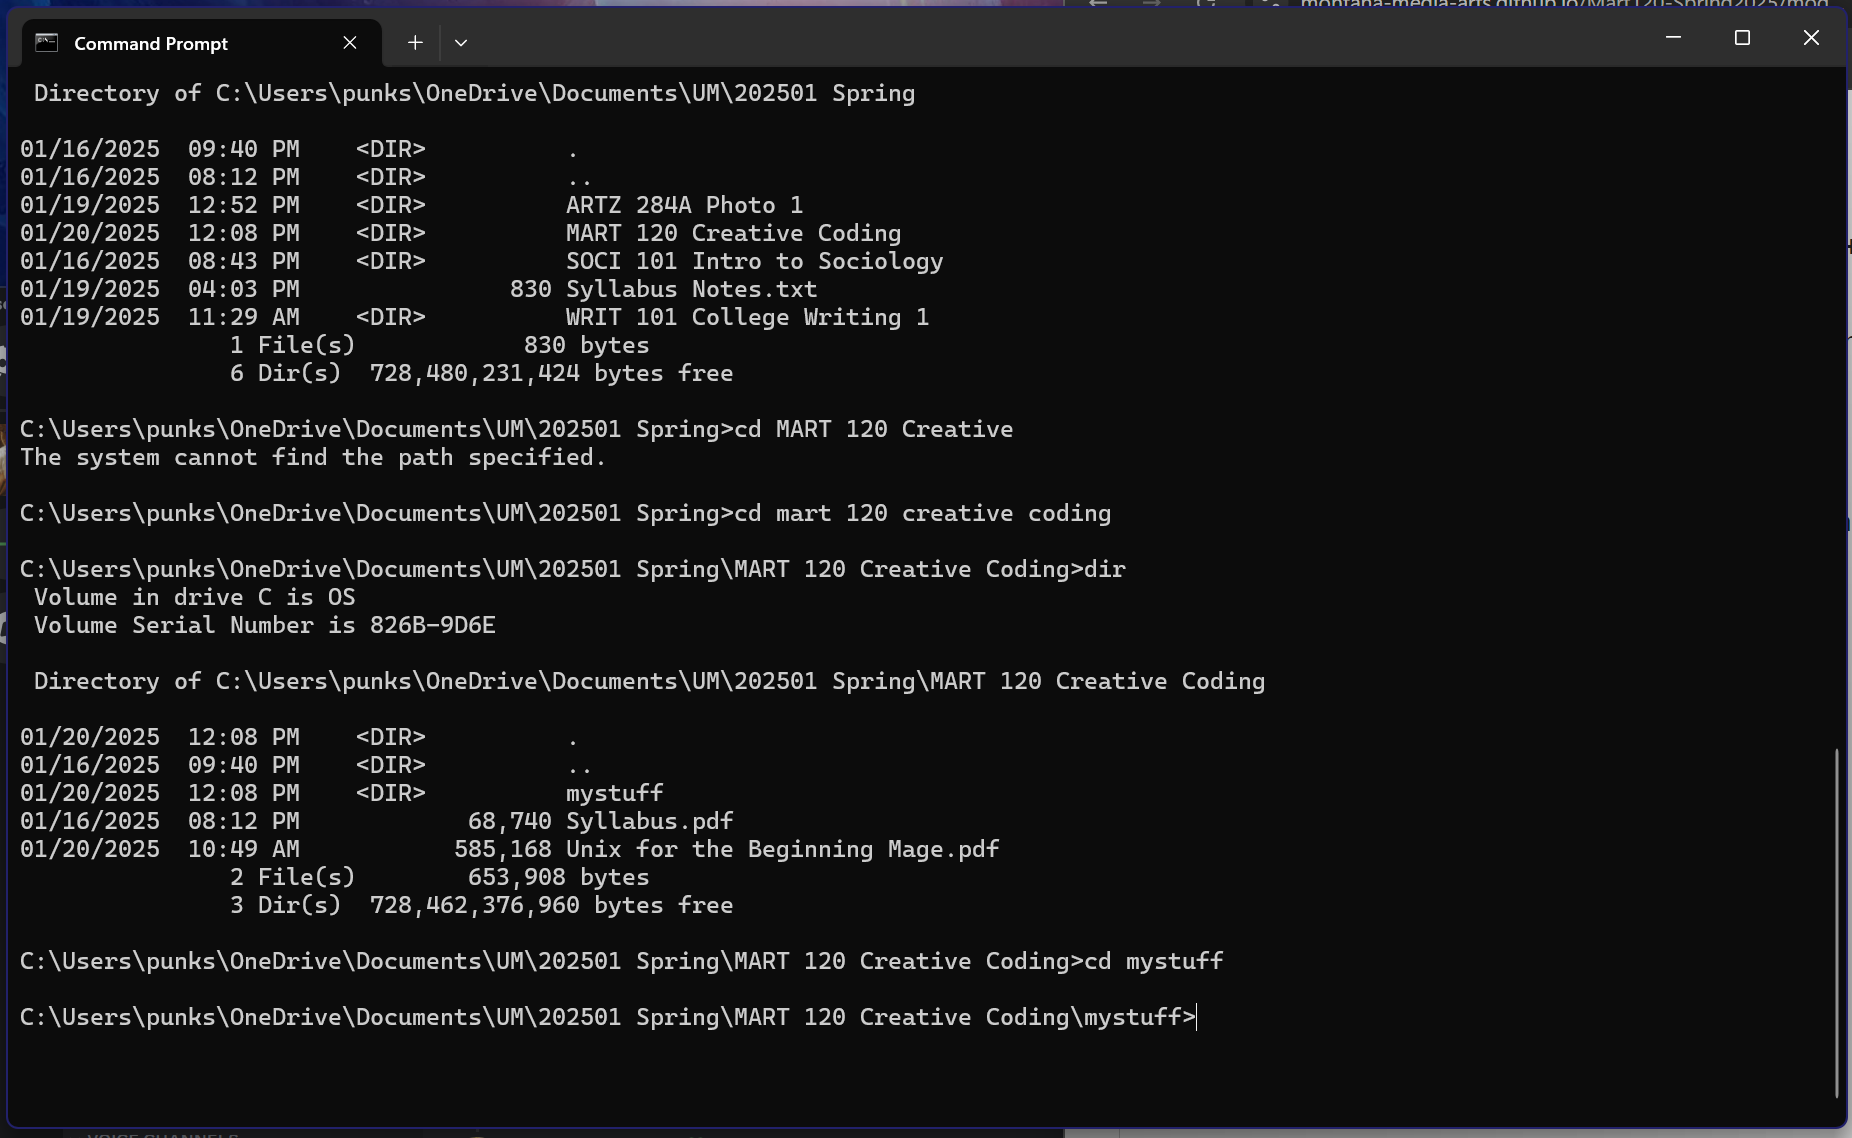 montana-media-arts.github.io/Mart120-Spring2025/mod
Command Prompt
 Directory of C:\Users\punks\OneDrive\Documents\UM\202501 Spring
01/16/2025  09:40 PM    <DIR>          .
01/16/2025  08:12 PM    <DIR>          ..
01/19/2025  12:52 PM    <DIR>          ARTZ 284A Photo 1
01/20/2025  12:08 PM    <DIR>          MART 120 Creative Coding
01/16/2025  08:43 PM    <DIR>          SOCI 101 Intro to Sociology
01/19/2025  04:03 PM               830 Syllabus Notes.txt
01/19/2025  11:29 AM    <DIR>          WRIT 101 College Writing 1
               1 File(s)            830 bytes
               6 Dir(s)  728,480,231,424 bytes free
C:\Users\punks\OneDrive\Documents\UM\202501 Spring>cd MART 120 Creative
The system cannot find the path specified.
C:\Users\punks\OneDrive\Documents\UM\202501 Spring>cd mart 120 creative coding
C:\Users\punks\OneDrive\Documents\UM\202501 Spring\MART 120 Creative Coding>dir
 Volume in drive C is OS
 Volume Serial Number is 826B-9D6E
 Directory of C:\Users\punks\OneDrive\Documents\UM\202501 Spring\MART 120 Creative Coding
01/20/2025  12:08 PM    <DIR>          .
01/16/2025  09:40 PM    <DIR>          ..
01/20/2025  12:08 PM    <DIR>          mystuff
01/16/2025  08:12 PM            68,740 Syllabus.pdf
01/20/2025  10:49 AM           585,168 Unix for the Beginning Mage.pdf
               2 File(s)        653,908 bytes
               3 Dir(s)  728,462,376,960 bytes free
C:\Users\punks\OneDrive\Documents\UM\202501 Spring\MART 120 Creative Coding>cd mystuff
C:\Users\punks\OneDrive\Documents\UM\202501 Spring\MART 120 Creative Coding\mystuff>
VOICE CHANNELS